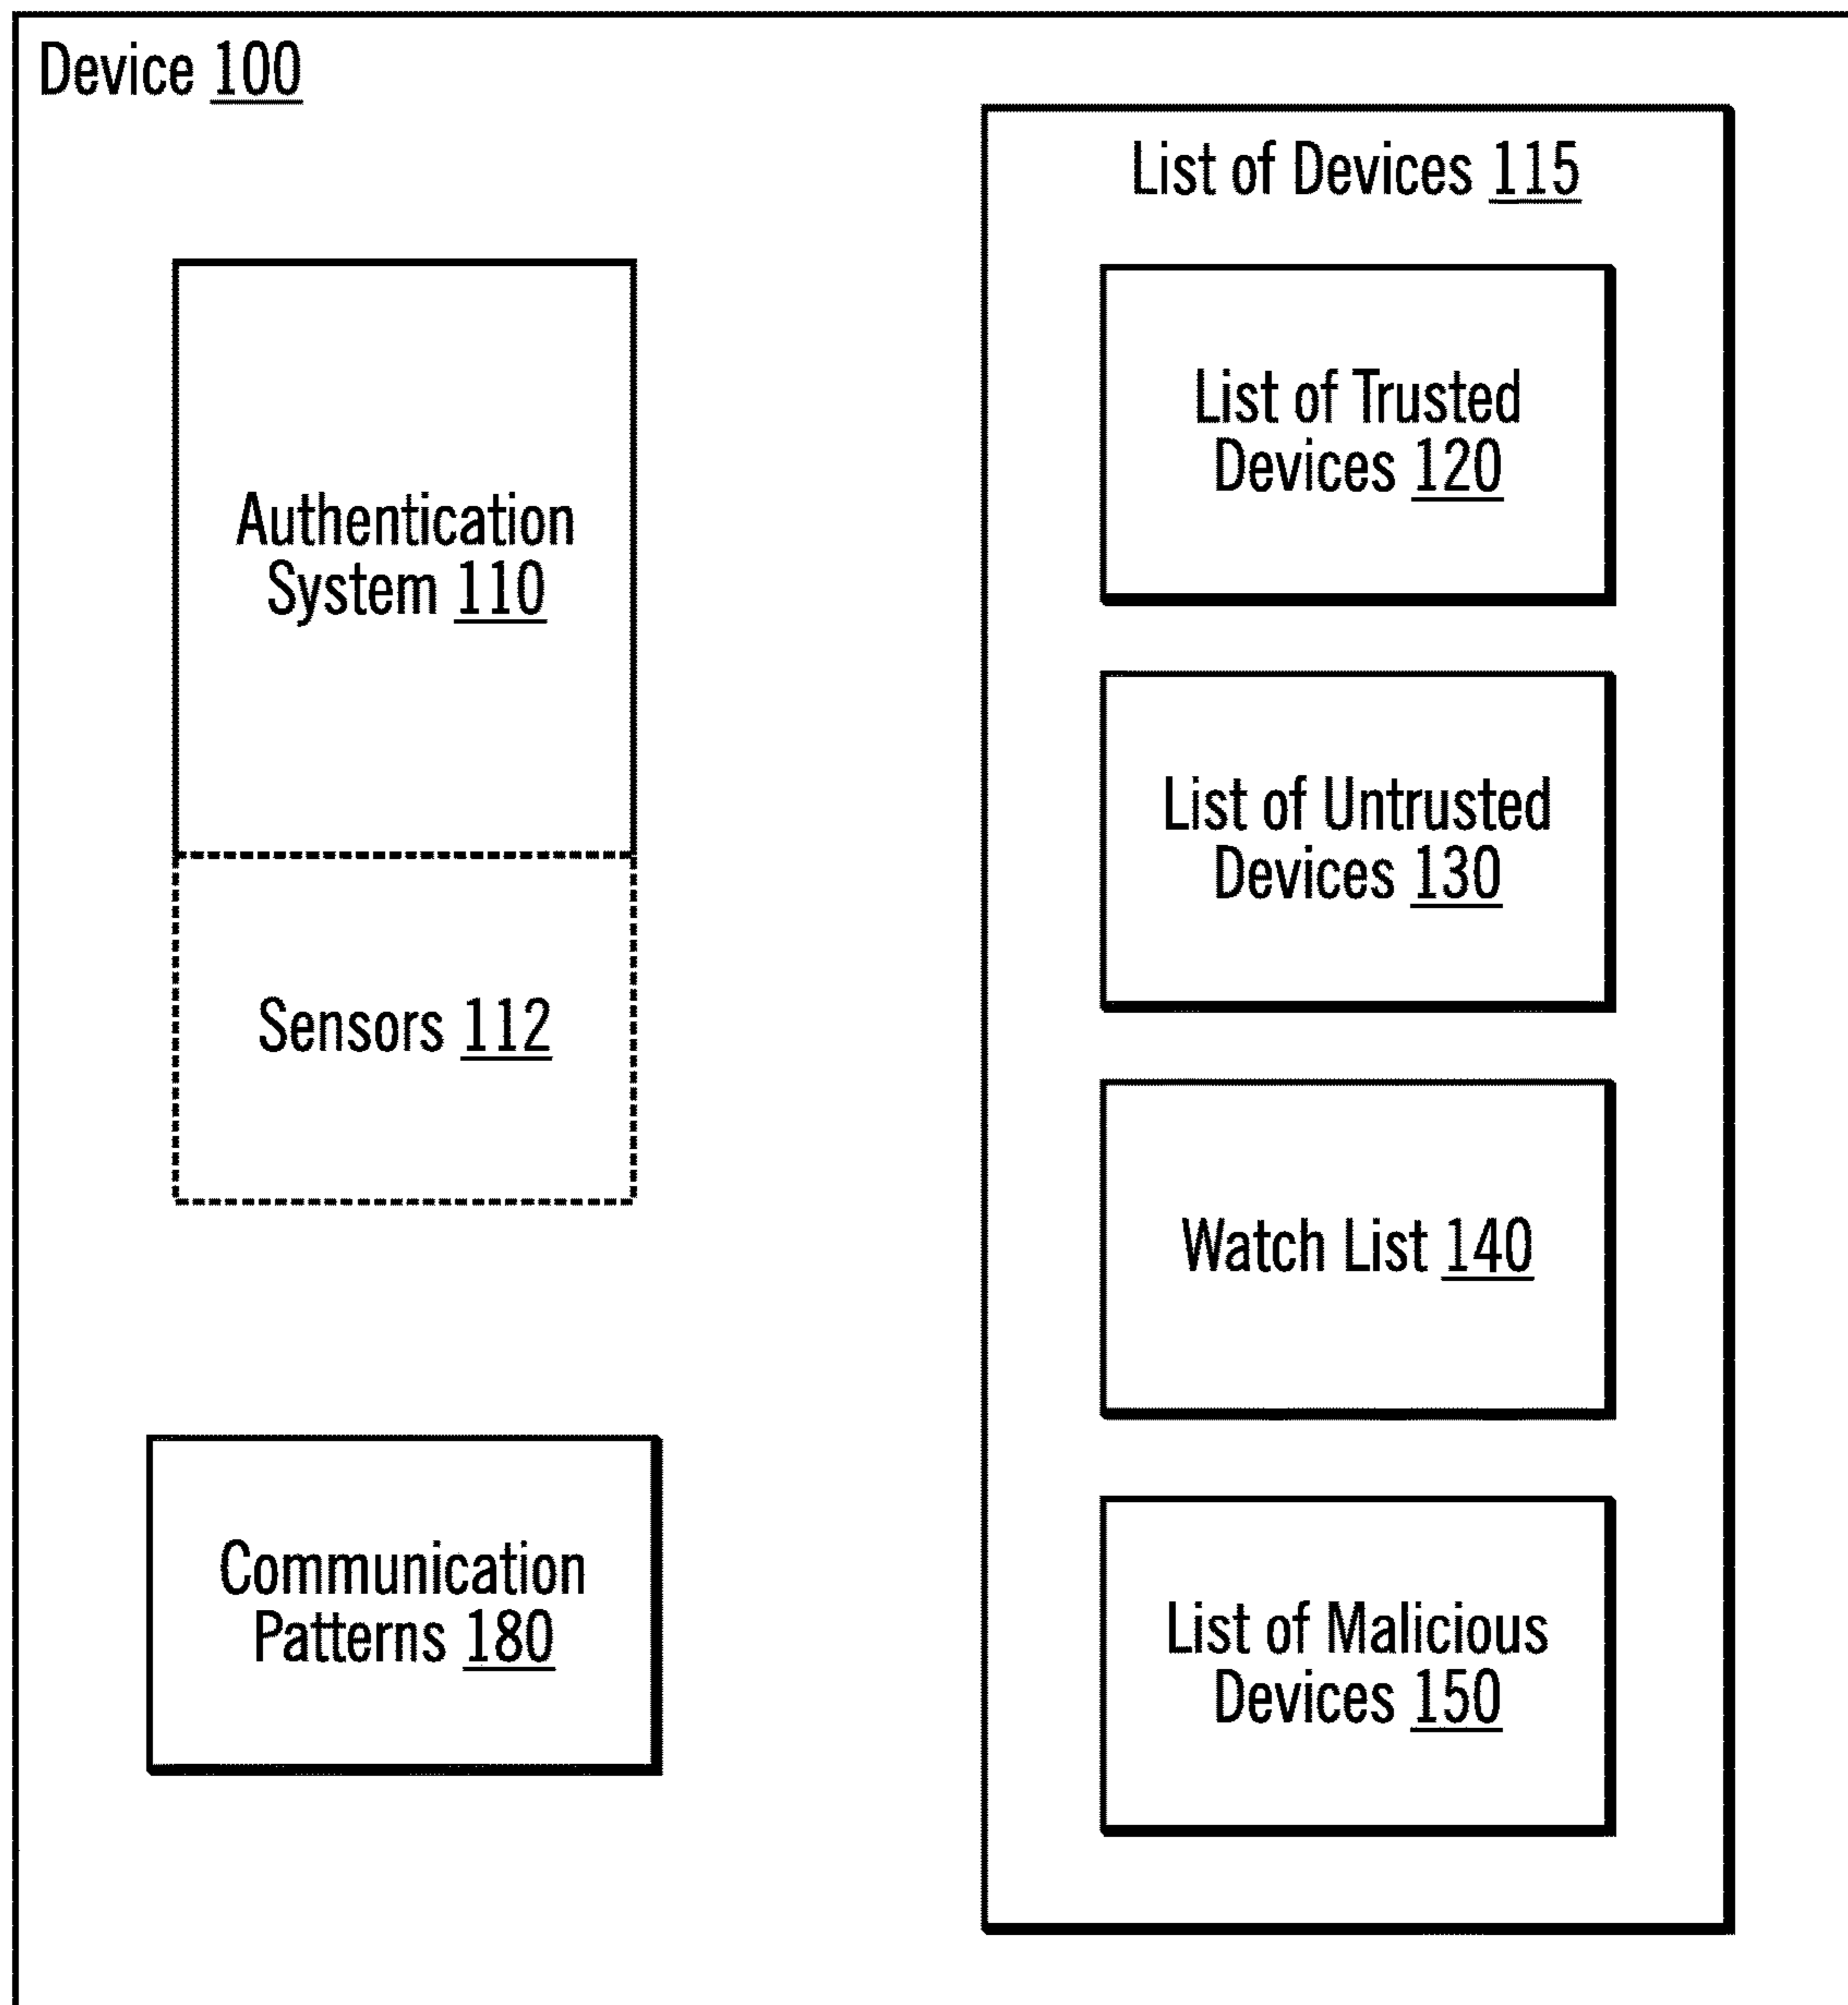 Device 100
Authentication
System 110
Sensors 112
Communication
Patterns 180
List of Devices 115
List of Trusted
Devices 120
List of Untrusted
Devices 130
Watch List 140
List of Malicious
Devices 150